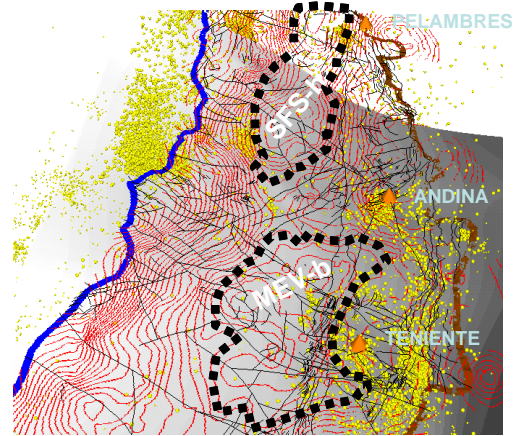 PELAMBRES
SFS-h
ANDINA
MEV-b
TENIENTE